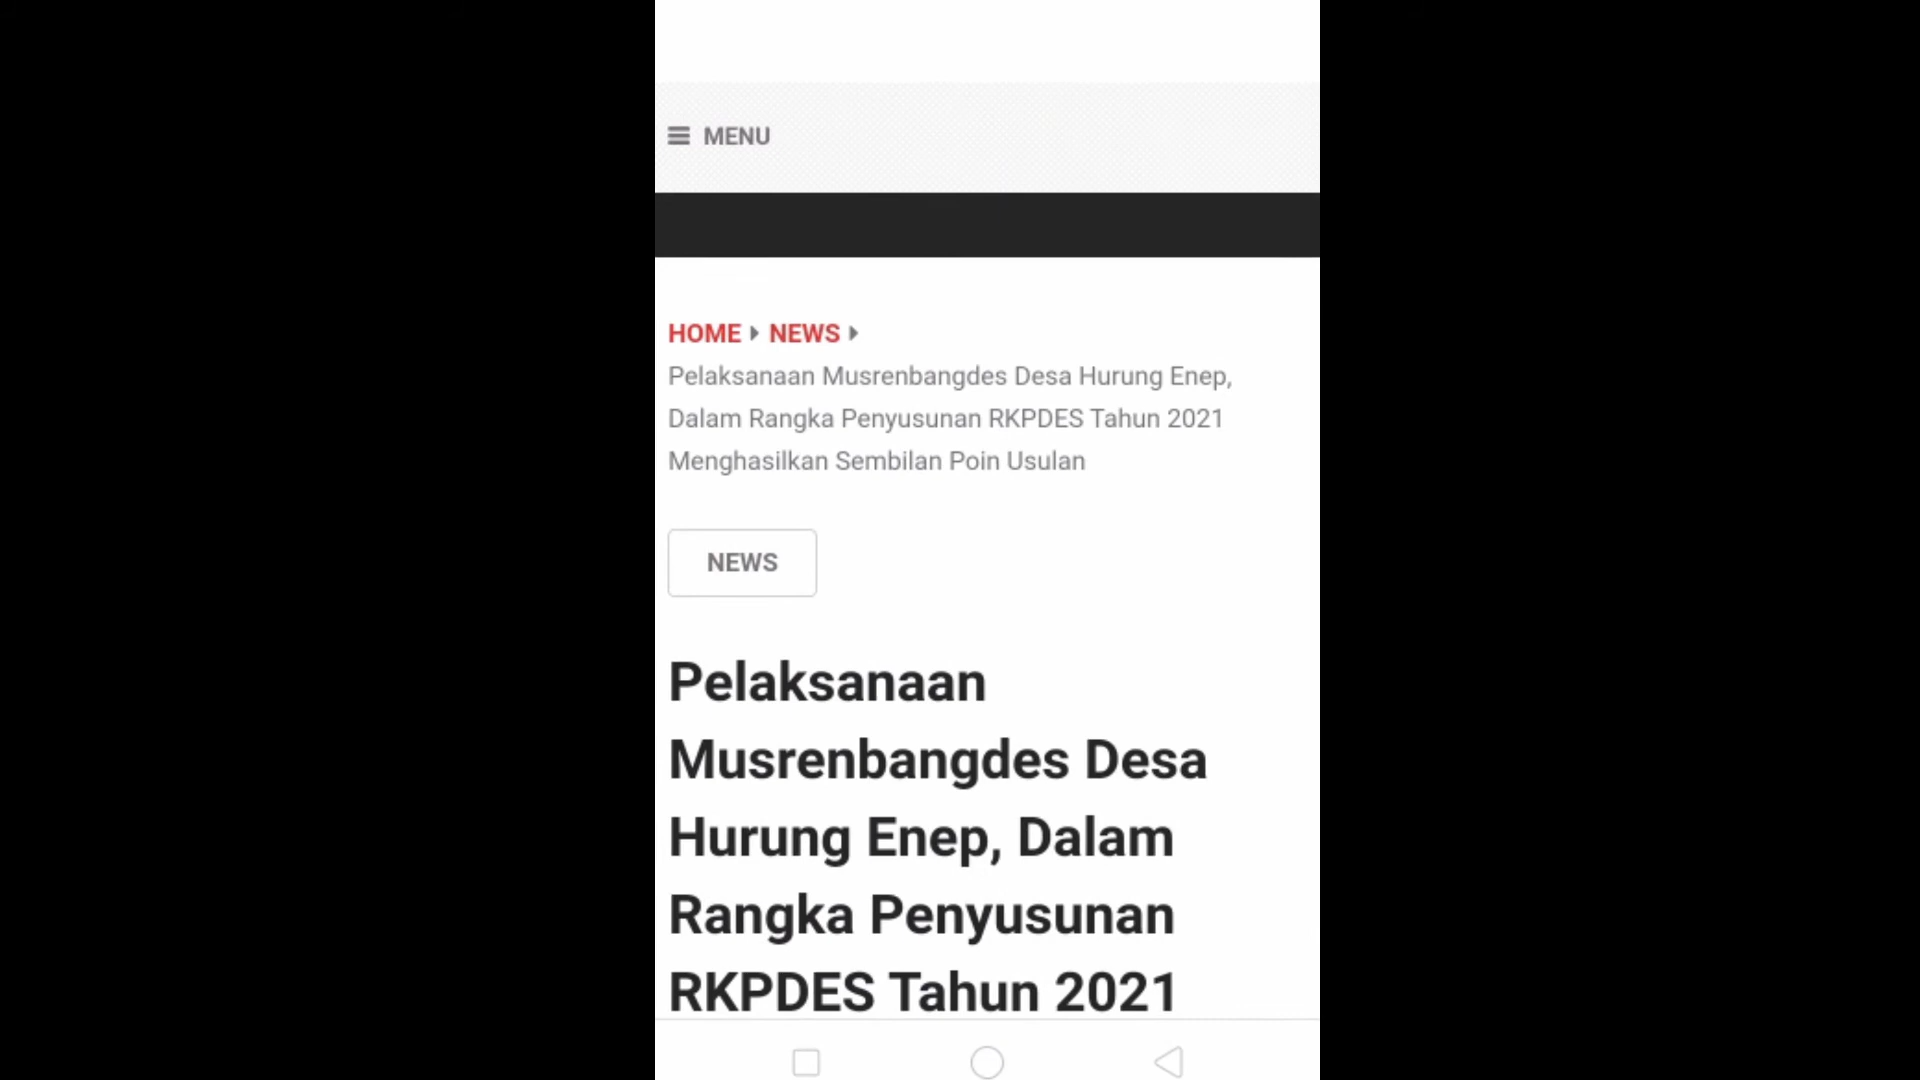 MENU
HOME NEWS
Pelaksanaan Musrenbangdes Desa Hurung Enep,
Dalam Rangka Penyusunan RKPDES Tahun 2021
Menghasilkan Sembilan Poin Usulan
NEWS
Pelaksanaan
Musrenbangdes Desa
Hurung Enep, Dalam
Rangka Penyusunan
RKPDES Tahun 2021